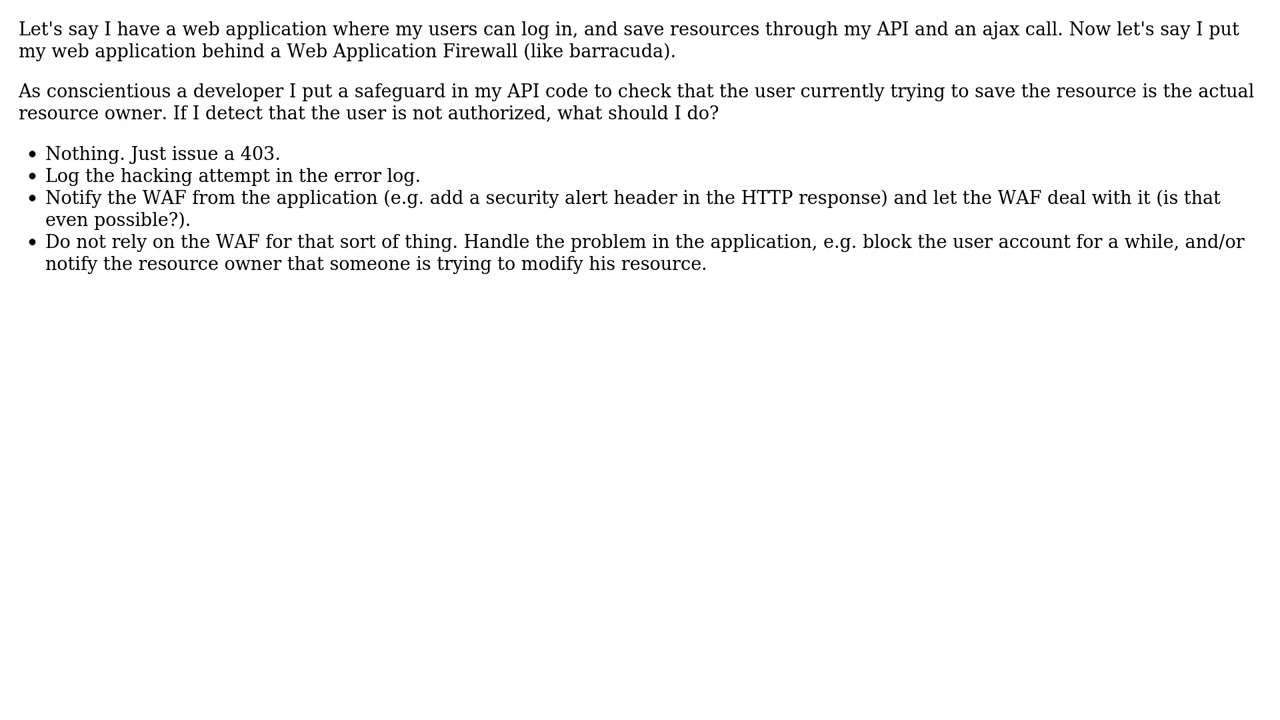 Let's say I have a web application where my users can log in, and save resources through my API and an ajax call. Now let's say I put
my web application behind a Web Application Firewall (like barracuda).
As conscientious a developer I put a safeguard in my API code to check that the user currently trying to save the resource is the actual
resource owner. If I detect that the user is not authorized, what should I do?
• Nothing. Just issue a 403.
• Log the hacking attempt in the error log.
• Notify the WAF from the application (e.g. add a security alert header in the HTTP response) and let the WAF deal with it (is that
even possible?).
• Do not rely on the WAF for that sort of thing. Handle the problem in the application, e.g. block the user account for a while, and/or
notify the resource owner that someone is trying to modify his resource.